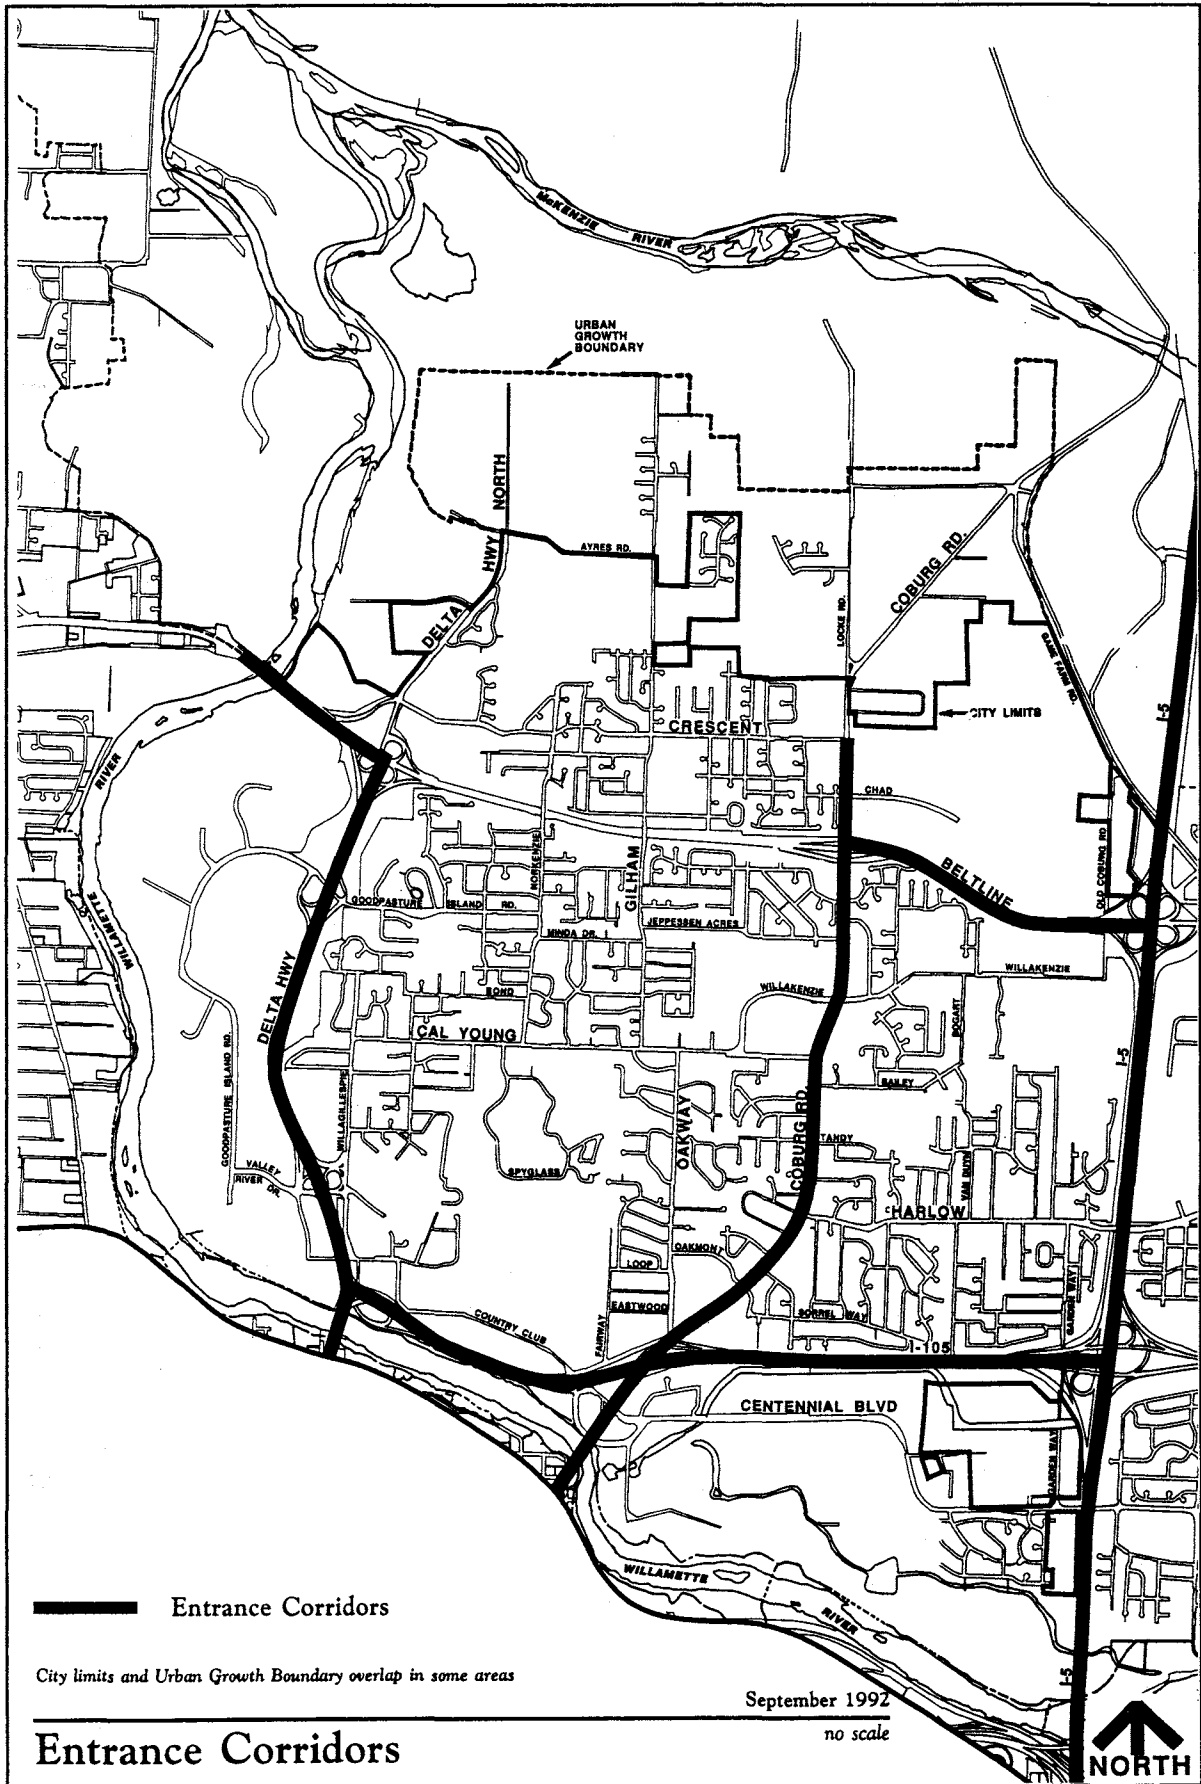 McKENZIE RIVER
URBAN
GROWTH
BOUNDARY
NORTH
HWY
DELTA
AYRES RD.
LOCKE RD.
COBURG RD.
GAME FARM RD.
I-5
CITY LIMITS
CRESCENT
RIVER
CHAD
BELTLINE
OLD COBURG RD
NORKENZIE
GILHAM
GOODPASTURE ISLAND RD.
JEPPESSEN ACRES
MINDA DR.
WILLAMETTE
WILLAKENZIE
WILLAKENZIE
BOND
DELTA HWY
CAL YOUNG
BOGART
I-5
GOODPASTURE ISLAND RD.
WILLAGILLESPIE
BAILEY
OAKWAY
COBURG RD.
TANDY
VALLEY
RIVER DR.
SPYGLASS
VAN DUYN
HARLOW
OAKMONT
LOOP
EASTWOOD
GARDEN WAY
SORREL WAY
COUNTRY CLUB
FAIRWAY
I-105
CENTENNIAL BLVD
GARDEN WAY
WILLAMETTE
RIVER
Entrance Corridors
City limits and Urban Growth Boundary overlap in some areas
I-5
September 1992
no scale
Entrance Corridors
NORTH